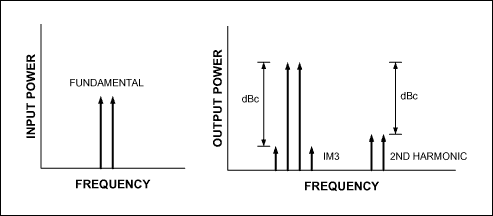 INPUT POWER
FUNDAMENTAL
FREQUENCY
OUTPUT POWER
dBc
IM3
dBc
2ND HARMONIC
FREQUENCY